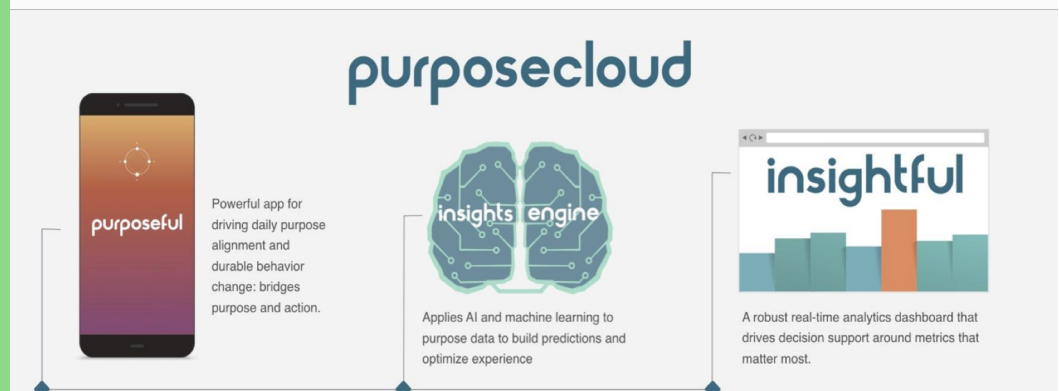 purposecloud
purposeful
Powerful app for
driving daily purpose
alignment and
durable behavior
change: bridges
purpose and action.
insights engine
Applies AI and machine learning to
purpose data to build predictions and
optimize experience
insightful
A robust real-time analytics dashboard that
drives decision support around metrics that
matter most.